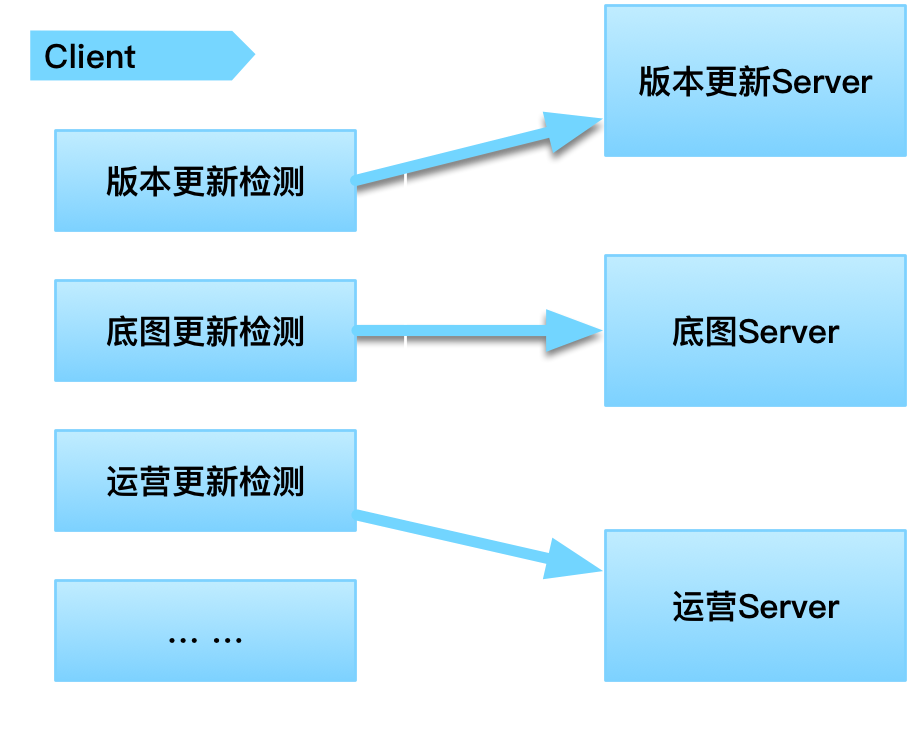 Client
版本更新Server
版本更新检测
底图更新检测
底图Server
运营更新检测
运营Server
... ...